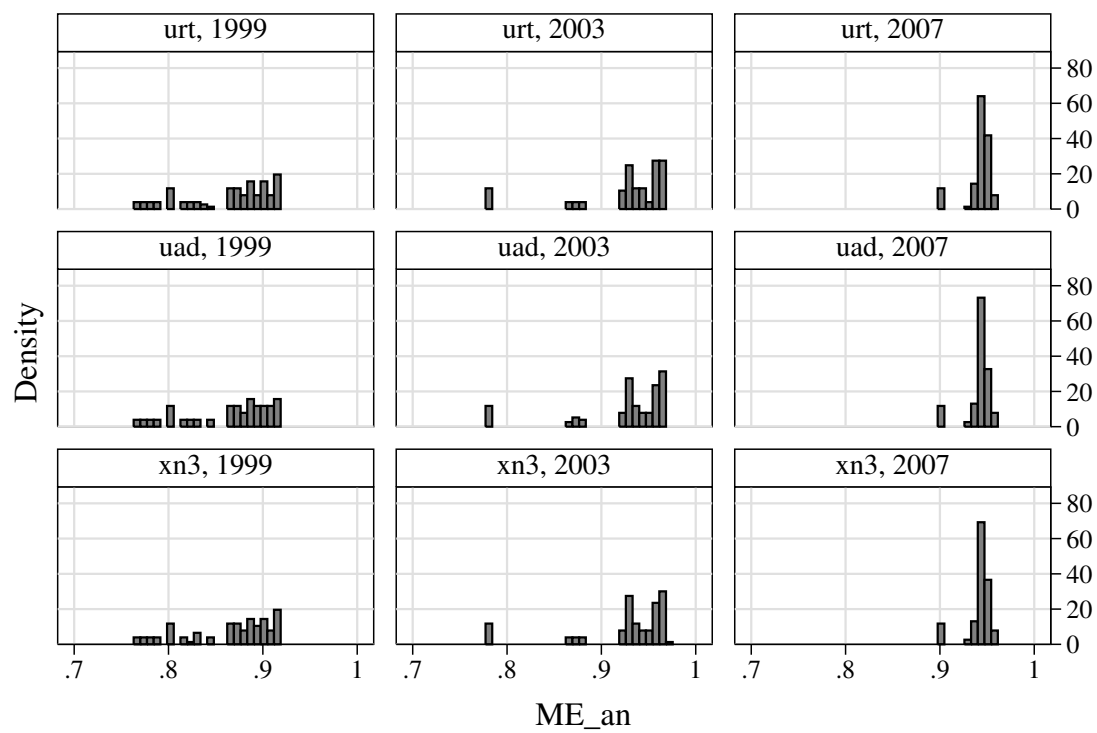 urt, 1999
urt, 2003
urt, 2007
80
60
40
20
0
uad, 1999
uad, 2003
uad, 2007
80
60
40
20
0
Density
xn3, 1999
xn3, 2003
xn3, 2007
80
60
40
20
0
.7 .8 .9 1
.7 .8 .9 1
.7 .8 .9 1
ME_an